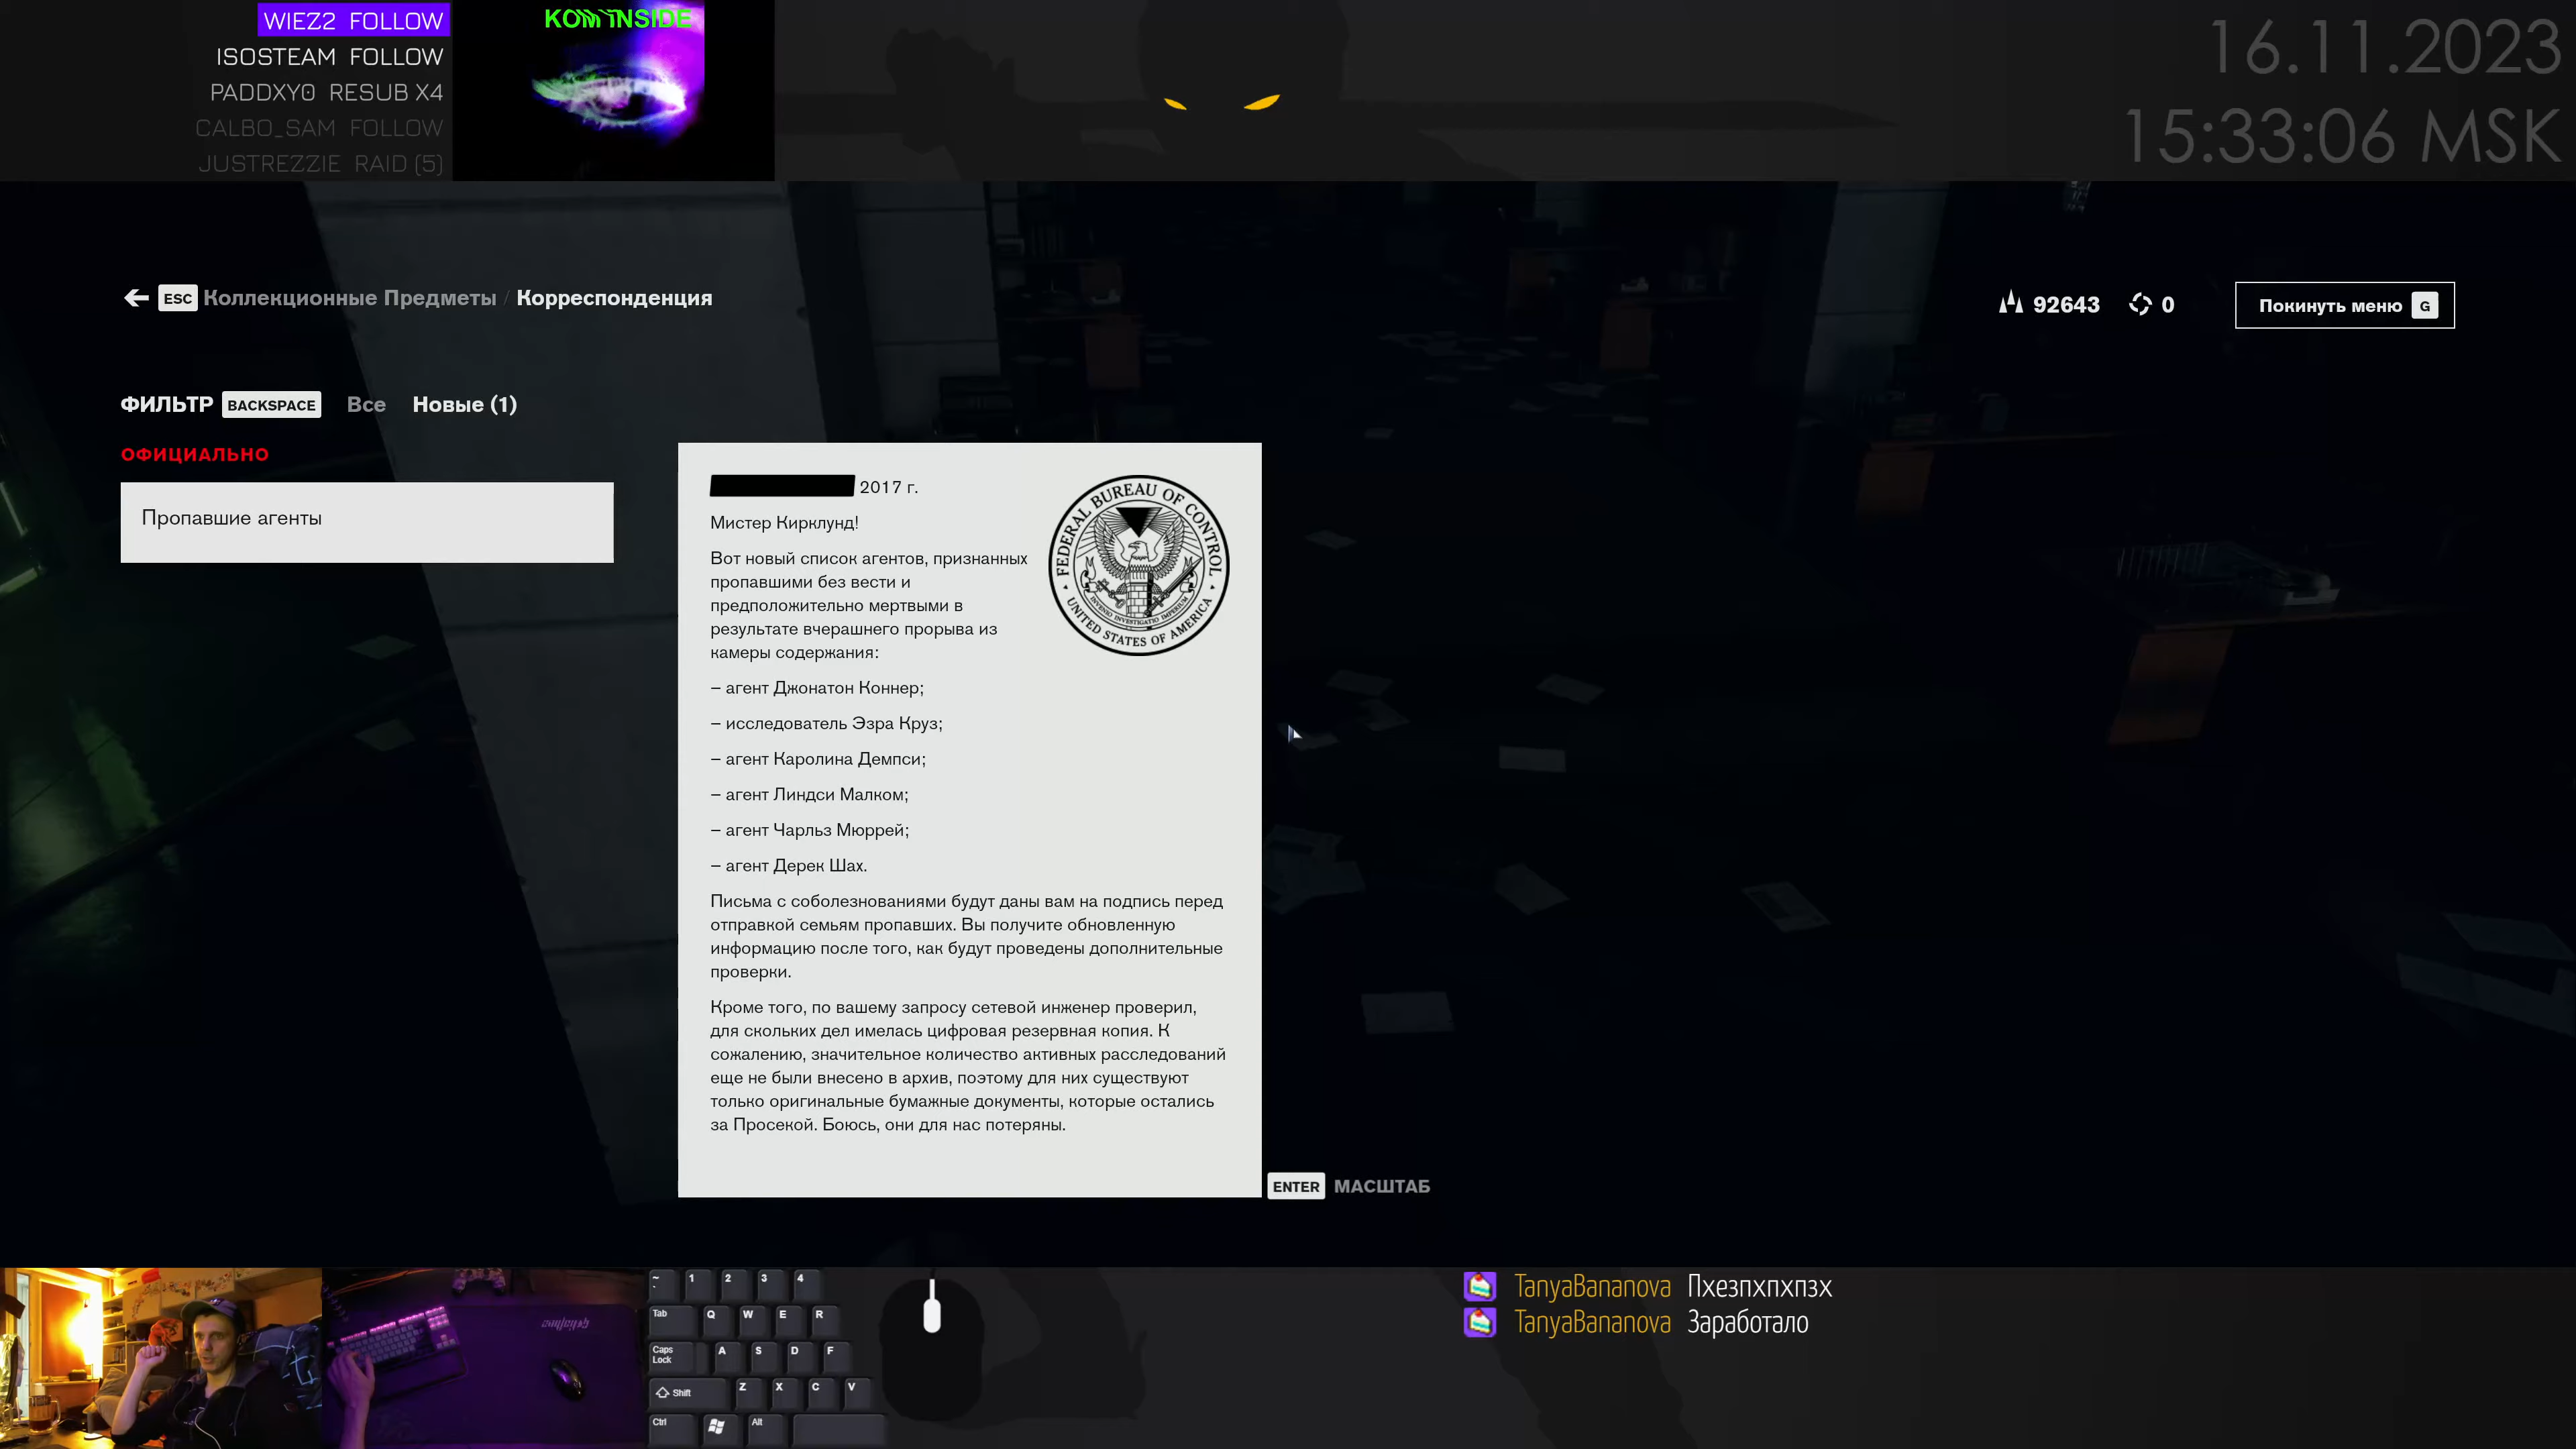 WIEZ2 FOLLOW
ISOSTEAM FOLLOW
PADDXY0 RESUB X4
CALBO_SAM FOLLOW
JUSTREZZIE RAID (5)
16.11.2023
15:33:06 MSK
ESC Коллекционные Предметы / Корреспонденция
92643 0
Покинуть меню G
ФИЛЬТР BACKSPACE Все Новые (1)
ОФИЦИАЛЬНО
Пропавшие агенты
2017 г.
FEDERAL BUREAU OF CONTROL
UNITED STATES OF AMERICA
INVENIO INVESTIGATIO IMPERIUM
Мистер Кирклунд!
Вот новый список агентов, признанных
пропавшими без вести и
предположительно мертвыми в
результате вчерашнего прорыва из
камеры содержания:
– агент Джонатон Коннер;
– исследователь Эзра Круз;
– агент Каролина Демпси;
– агент Линдси Малком;
– агент Чарльз Мюррей;
– агент Дерек Шах.
Письма с соболезнованиями будут даны вам на подпись перед
отправкой семьям пропавших. Вы получите обновленную
информацию после того, как будут проведены дополнительные
проверки.
Кроме того, по вашему запросу сетевой инженер проверил,
для скольких дел имелась цифровая резервная копия. К
сожалению, значительное количество активных расследований
еще не были внесено в архив, поэтому для них существуют
только оригинальные бумажные документы, которые остались
за Просекой. Боюсь, они для нас потеряны.
ENTER МАСШТАБ
~ 1 2 3 4
Tab Q W E R
Caps Lock A S D F
Shift Z X C V
Ctrl Alt
TanyaBananova Пхезпхпхпзх
TanyaBananova Заработало